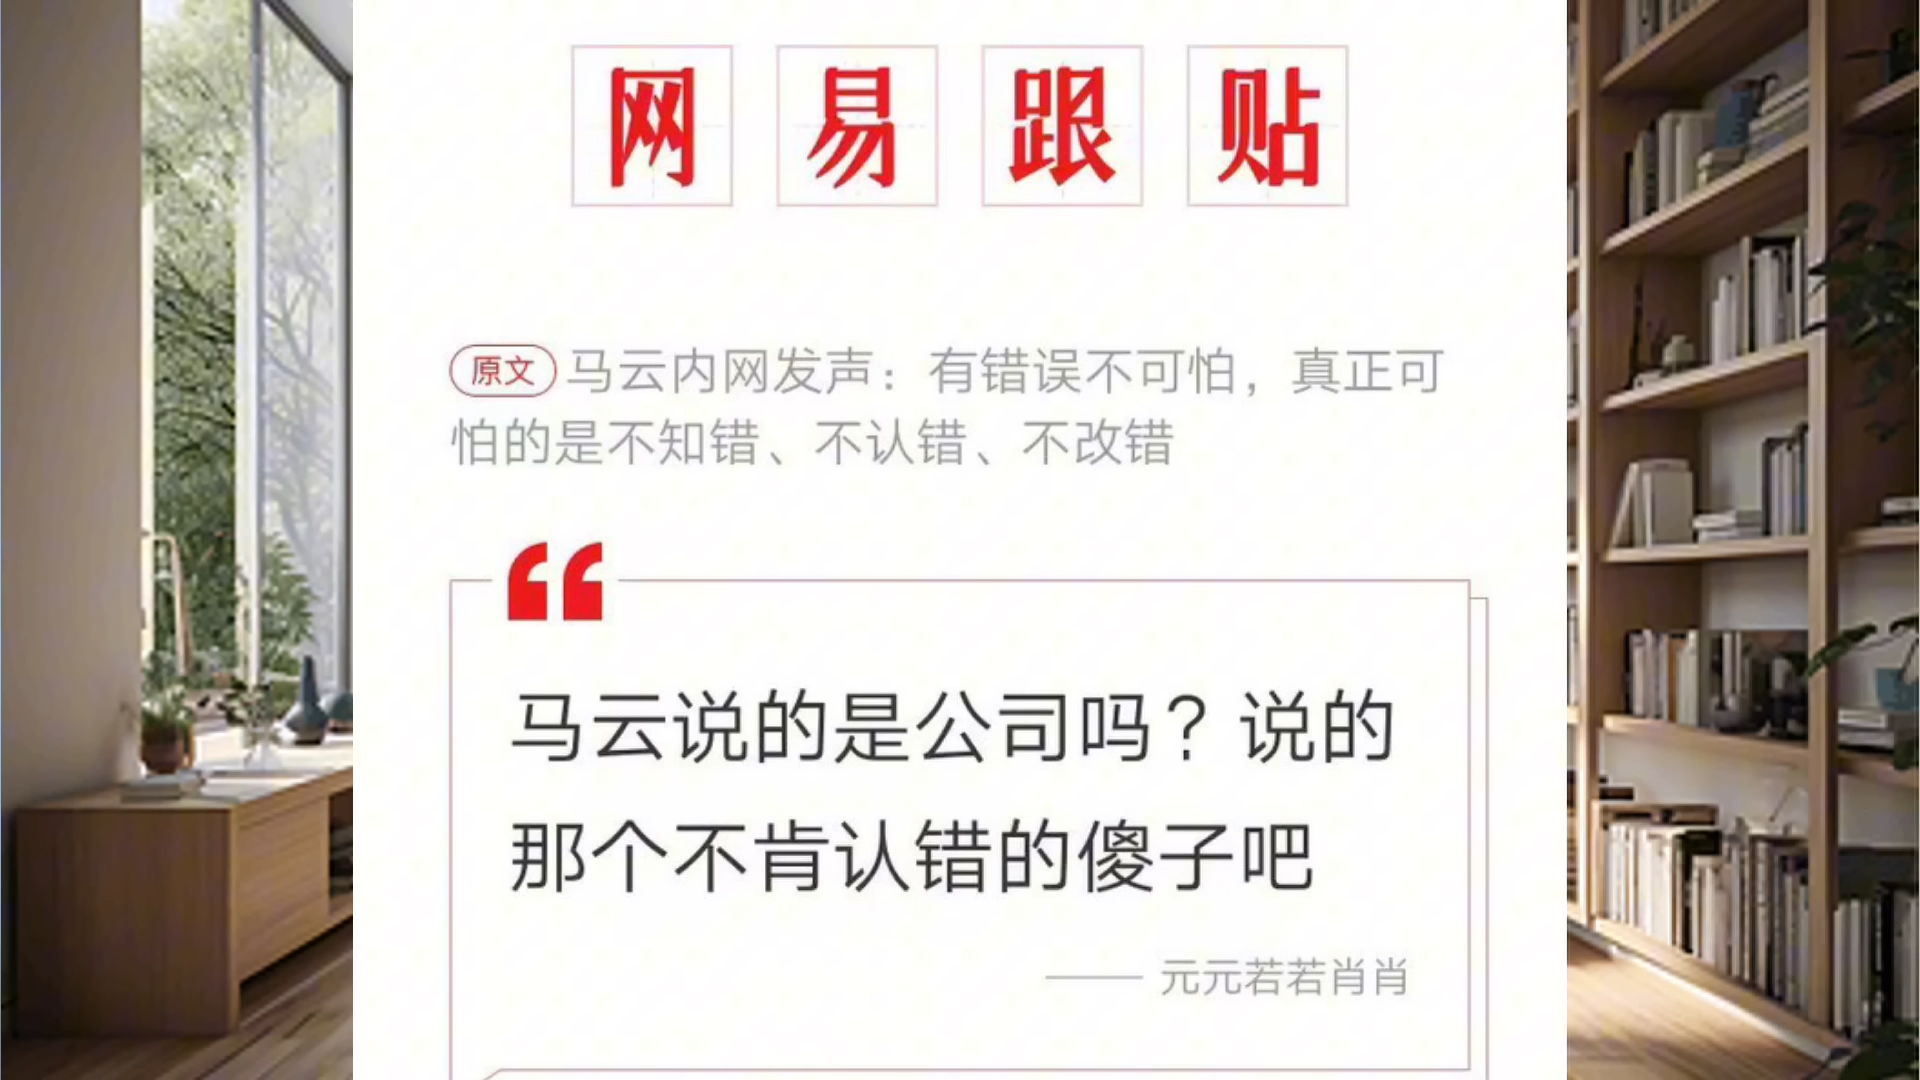 网易跟贴
原文 马云内网发声：有错误不可怕，真正可
怕的是不知错、不认错、不改错
“
马云说的是公司吗？说的
那个不肯认错的傻子吧
—— 元元若若肖肖